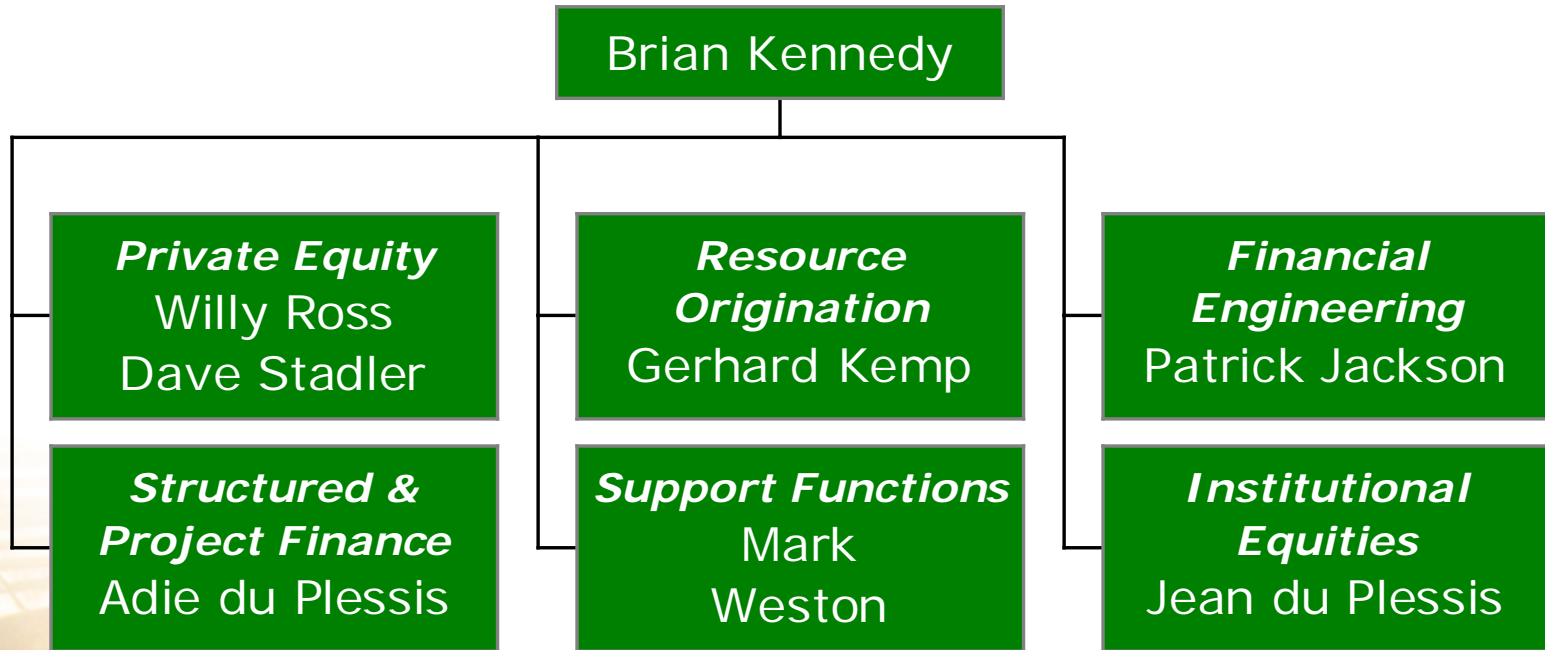 Brian Kennedy
Private Equity
Willy Ross
Dave Stadler
Resource
Origination
Gerhard Kemp
Financial
Engineering
Patrick Jackson
Structured &
Project Finance
Adie du Plessis
Support Functions
Mark
Weston
Institutional
Equities
Jean du Plessis